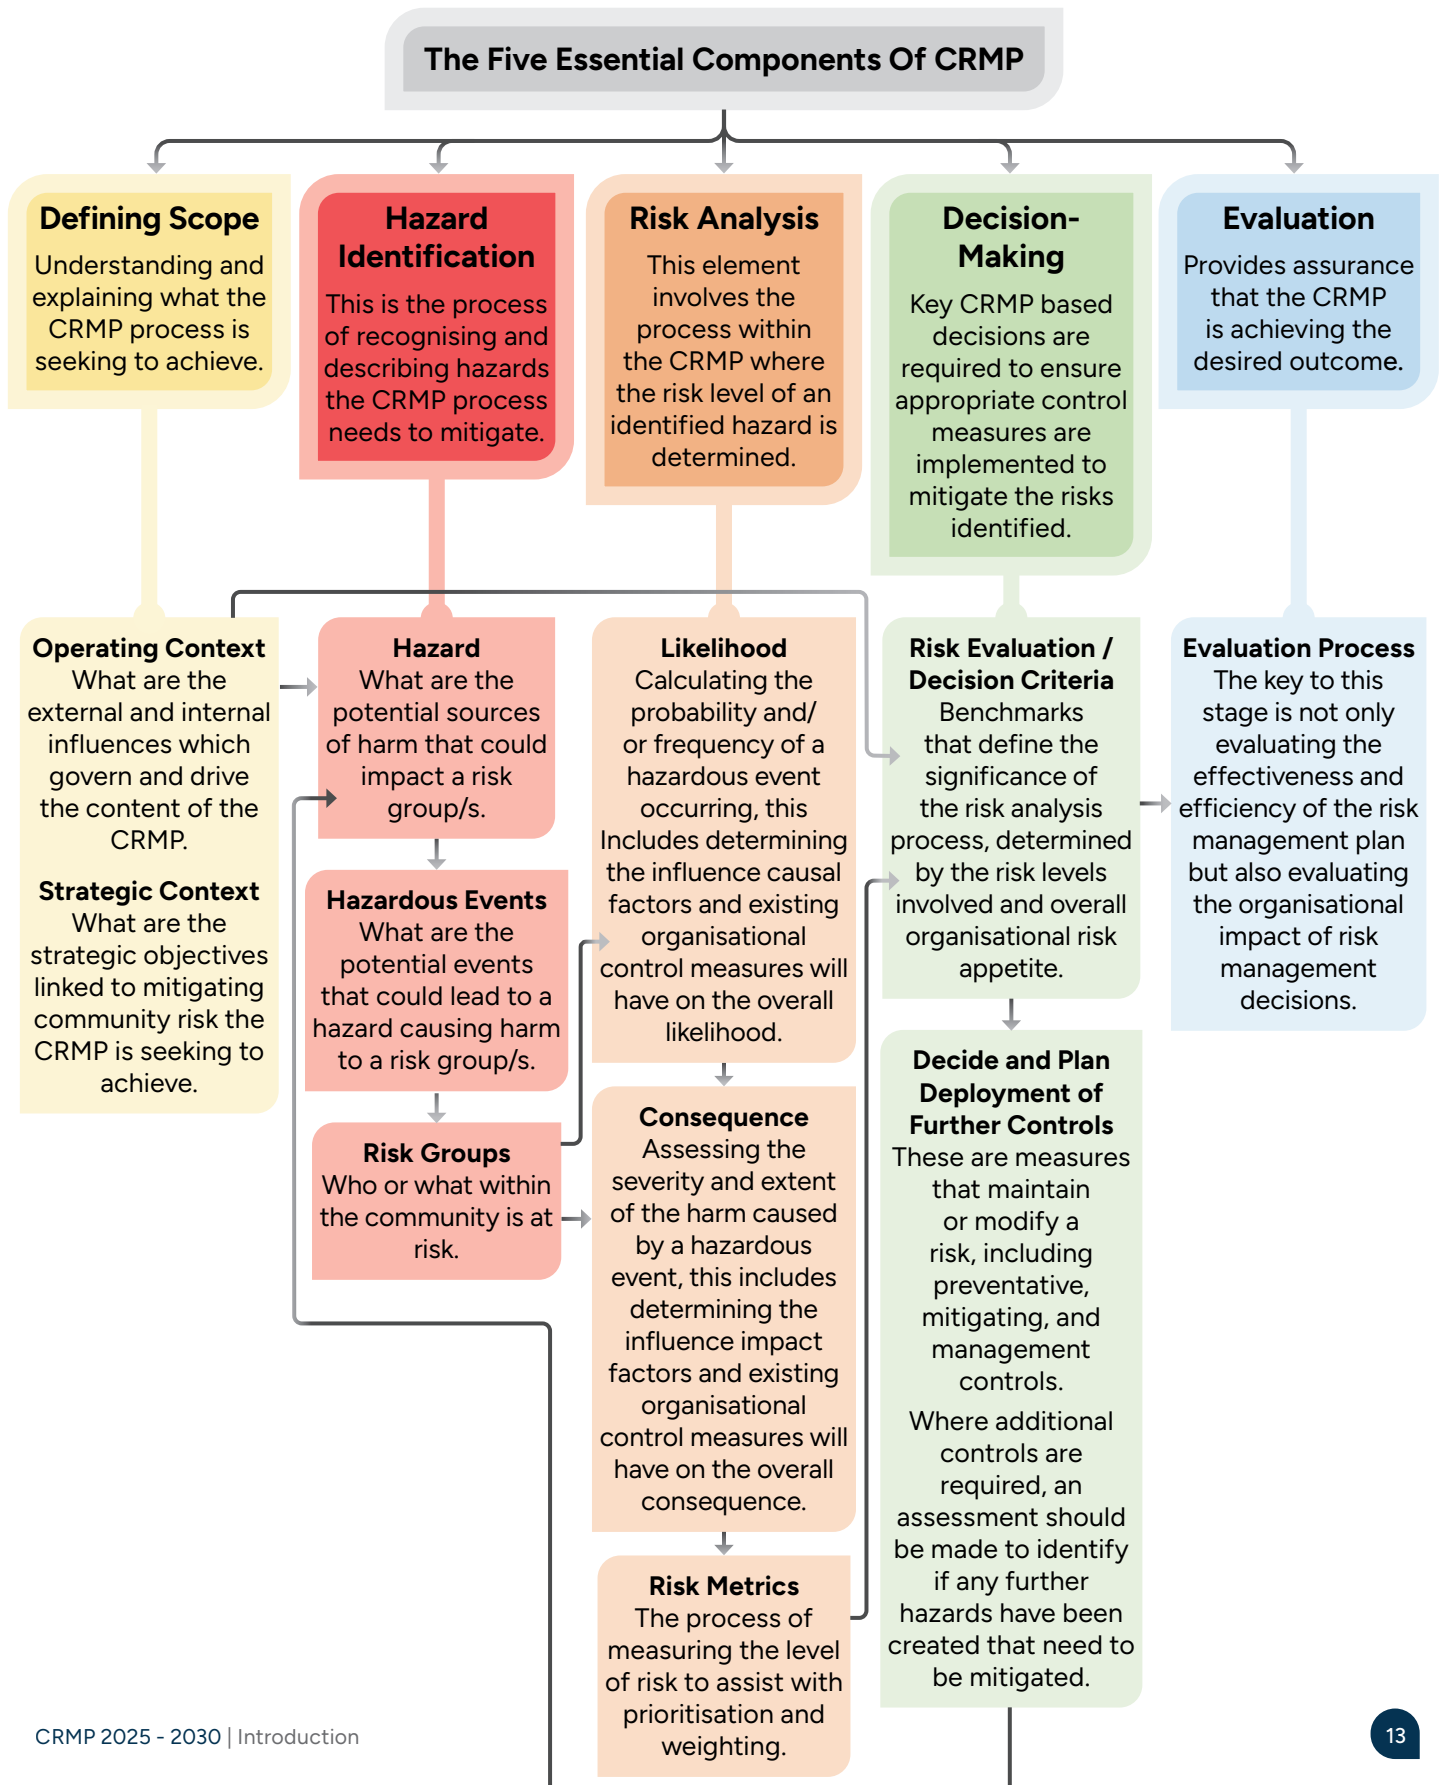 The Five Essential Components Of CRMP
Defining Scope
Understanding and
explaining what the
CRMP process is
seeking to achieve.
Hazard
Identification
This is the process
of recognising and
describing hazards
the CRMP process
needs to mitigate.
Risk Analysis
This element
involves the
process within
the CRMP where
the risk level of an
identified hazard is
determined.
Decision-
Making
Key CRMP based
decisions are
required to ensure
appropriate control
measures are
implemented to
mitigate the risks
identified.
Evaluation
Provides assurance
that the CRMP
is achieving the
desired outcome.
Operating Context
What are the
external and internal
influences which
govern and drive
the content of the
CRMP.
Strategic Context
What are the
strategic objectives
linked to mitigating
community risk the
CRMP is seeking to
achieve.
Hazard
What are the
potential sources
of harm that could
impact a risk
group/s.
Hazardous Events
What are the
potential events
that could lead to a
hazard causing harm
to a risk group/s.
Risk Groups
Who or what within
the community is at
risk.
Likelihood
Calculating the
probability and/
or frequency of a
hazardous event
occurring, this
Includes determining
the influence causal
factors and existing
organisational
control measures will
have on the overall
likelihood.
Consequence
Assessing the
severity and extent
of the harm caused
by a hazardous
event, this includes
determining the
influence impact
factors and existing
organisational
control measures will
have on the overall
consequence.
Risk Metrics
The process of
measuring the level
of risk to assist with
prioritisation and
weighting.
Risk Evaluation /
Decision Criteria
Benchmarks
that define the
significance of
the risk analysis
process, determined
by the risk levels
involved and overall
organisational risk
appetite.
Decide and Plan
Deployment of
Further Controls
These are measures
that maintain
or modify a
risk, including
preventative,
mitigating, and
management
controls.
Where additional
controls are
required, an
assessment should
be made to identify
if any further
hazards have been
created that need to
be mitigated.
Evaluation Process
The key to this
stage is not only
evaluating the
effectiveness and
efficiency of the risk
management plan
but also evaluating
the organisational
impact of risk
management
decisions.
CRMP 2025 - 2030 | Introduction
13